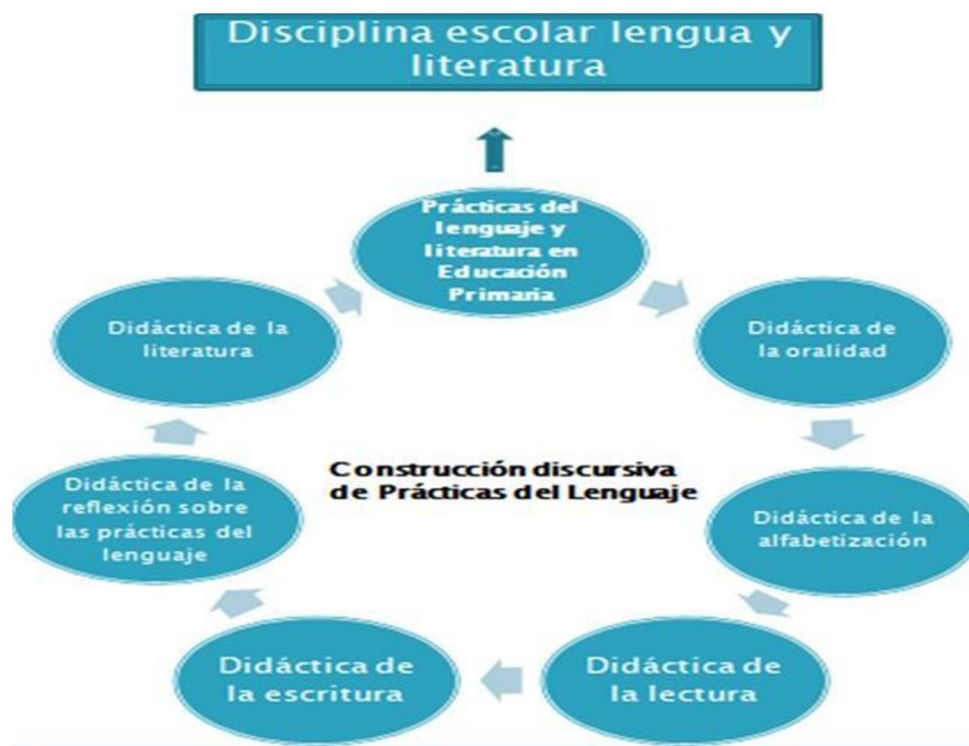 Disciplina escolar lengua y
literatura
Prácticas del
lenguaje y
literatura en
Educación
Primaria
Didáctica de
la oralidad
Didáctica de la
alfabetización
Didáctica de
la lectura
Didáctica de
la escritura
Didáctica de la
reflexión sobre
las prácticas del
lenguaje
Didáctica de la
literatura
Construcción discursiva
de Prácticas del Lenguaje